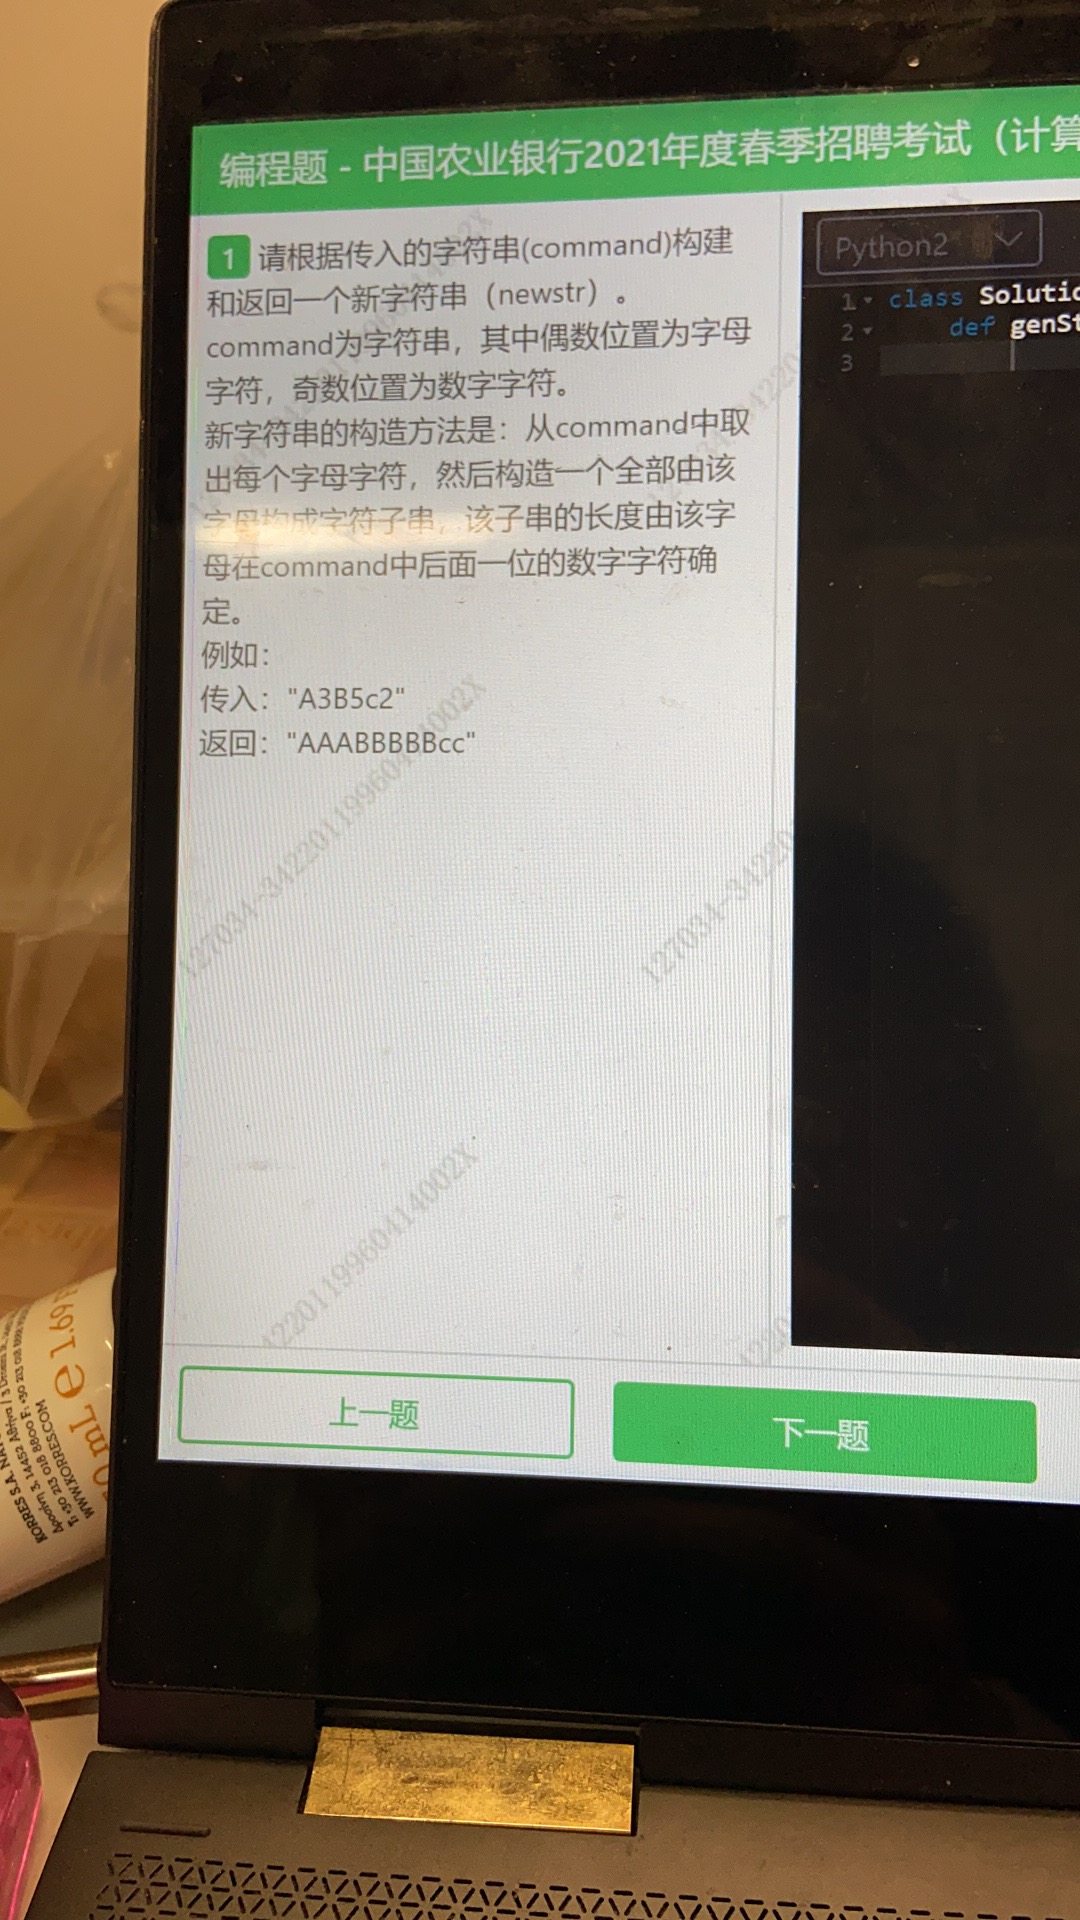 编程题 - 中国农业银行2021年度春季招聘考试（计算
1 请根据传入的字符串(command)构建
和返回一个新字符串（newstr）。
command为字符串，其中偶数位置为字母
字符，奇数位置为数字字符。
新字符串的构造方法是：从command中取
出每个字母字符，然后构造一个全部由该
字母构成字符子串，该子串的长度由该字
母在command中后面一位的数字字符确
定。
例如：
传入："A3B5c2"
返回："AAABBBBBcc"
Python2
1 class Solutio
2 def genSt
3
上一题
下一题
KORRES S.A.
WWW.KORRES.COM
e 1.69